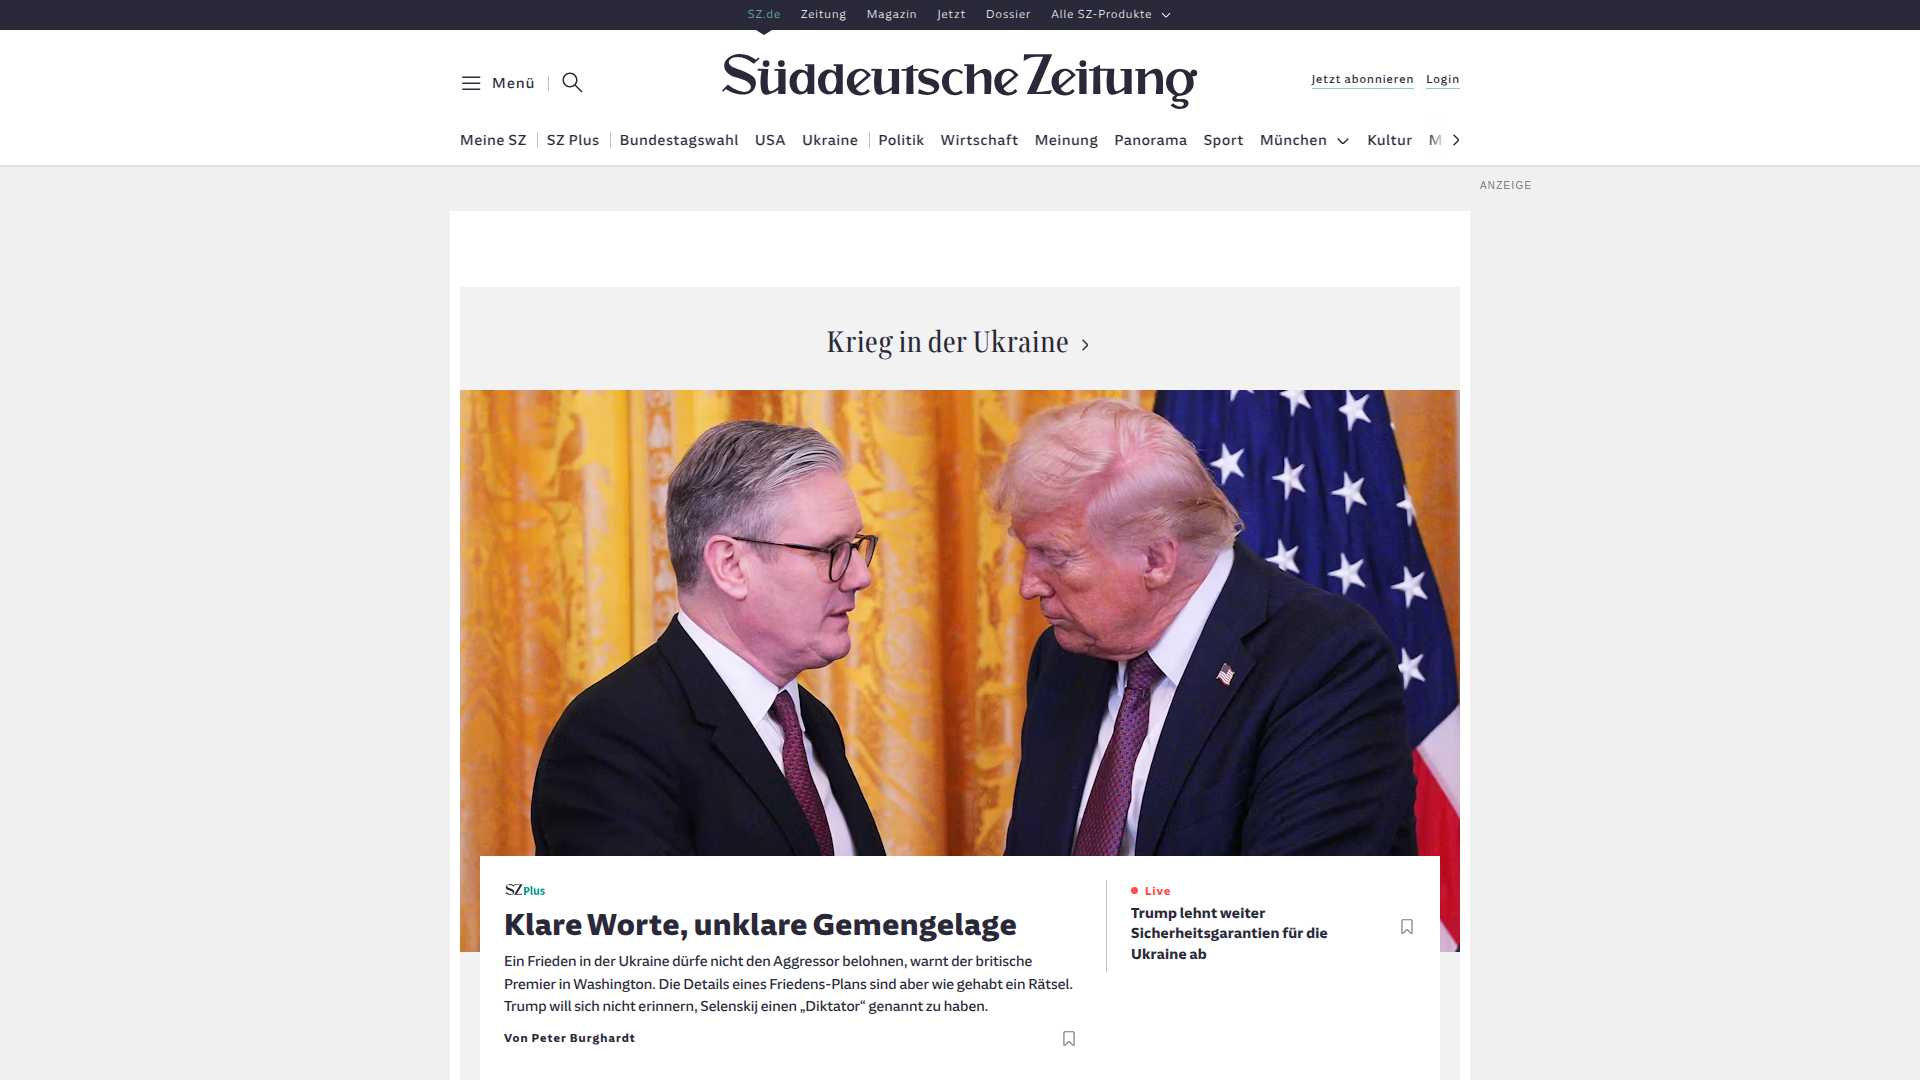 SZ.de Zeitung Magazin Jetzt Dossier Alle SZ-Produkte
Menü
Süddeutsche Zeitung
Jetzt abonnieren Login
Meine SZ SZ Plus Bundestagswahl USA Ukraine Politik Wirtschaft Meinung Panorama Sport München Kultur M
ANZEIGE
Krieg in der Ukraine
SZ Plus
Klare Worte, unklare Gemengelage
Ein Frieden in der Ukraine dürfe nicht den Aggressor belohnen, warnt der britische
Premier in Washington. Die Details eines Friedens-Plans sind aber wie gehabt ein Rätsel.
Trump will sich nicht erinnern, Selenskij einen „Diktator“ genannt zu haben.
Von Peter Burghardt
Live
Trump lehnt weiter
Sicherheitsgarantien für die
Ukraine ab